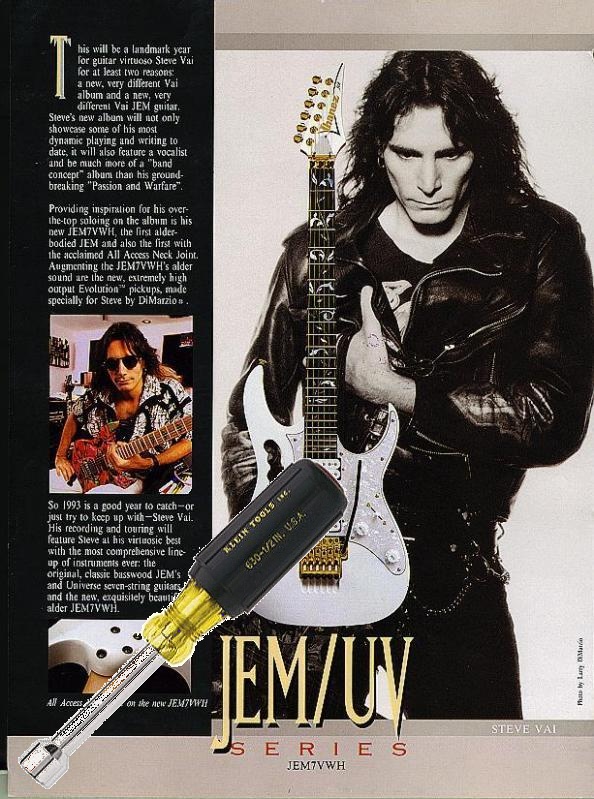 This will be a landmark year
for guitar virtuoso Steve Vai
for at least two reasons:
a new, very different Vai
album and a new, very
different Vai JEM guitar.
Steve's new album will not only
showcase some of his most
dynamic playing and writing to
date, it will also feature a vocalist
and be much more of a "band
concept" album than his ground-
breaking "Passion and Warfare".
Providing inspiration for his over-
the-top soloing on the album is his
new JEM7VWH, the first alder-
bodied JEM and also the first with
the acclaimed All Access Neck Joint.
Augmenting the JEM7VWH's alder
sound are the new, extremely high
output Evolution™ pickups, made
specially for Steve by DiMarzio®.
So 1993 is a good year to catch—or
just try to keep up with—Steve Vai.
His recording and touring will
feature Steve at his virtuosic best
with the most comprehensive line-
up of instruments ever: the
original, classic basswood JEM's
and Universe seven-string guitars
and the new, exquisitely
alder JEM7VWH.
All Access on the new JEM7VWH
Ibanez
KLEIN TOOLS INC.
630-1/2 IN. U.S.A.
JEM/UV
SERIES
JEM7VWH
STEVE VAI
Photo by Larry DiMarzio